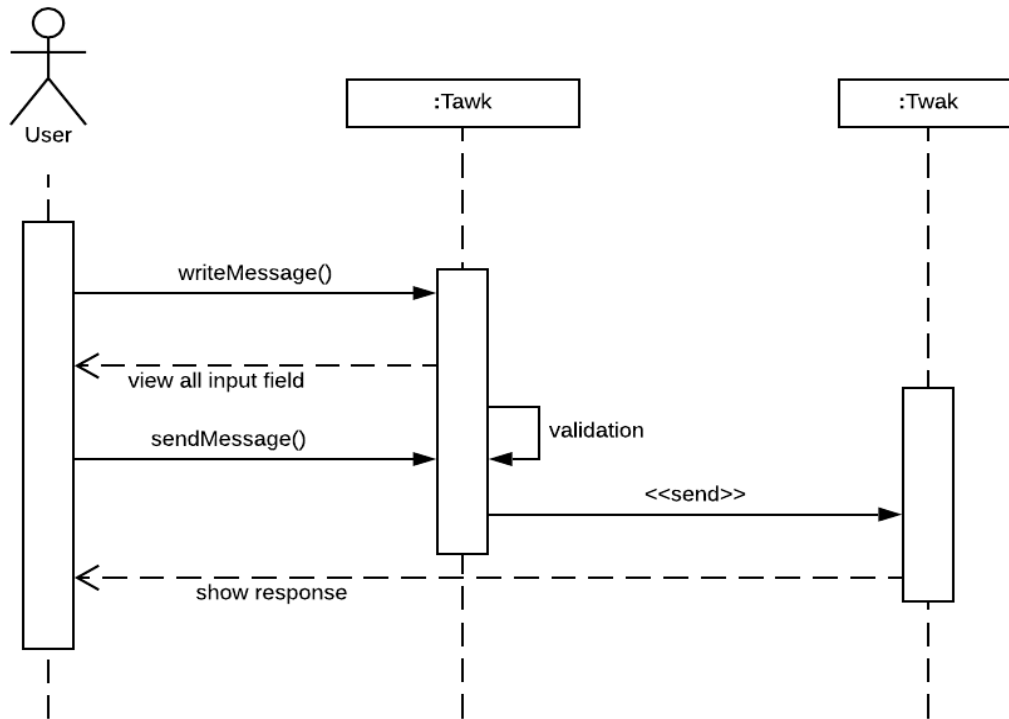 User
:Tawk
:Twak
writeMessage()
view all input field
sendMessage()
validation
<<send>>
show response